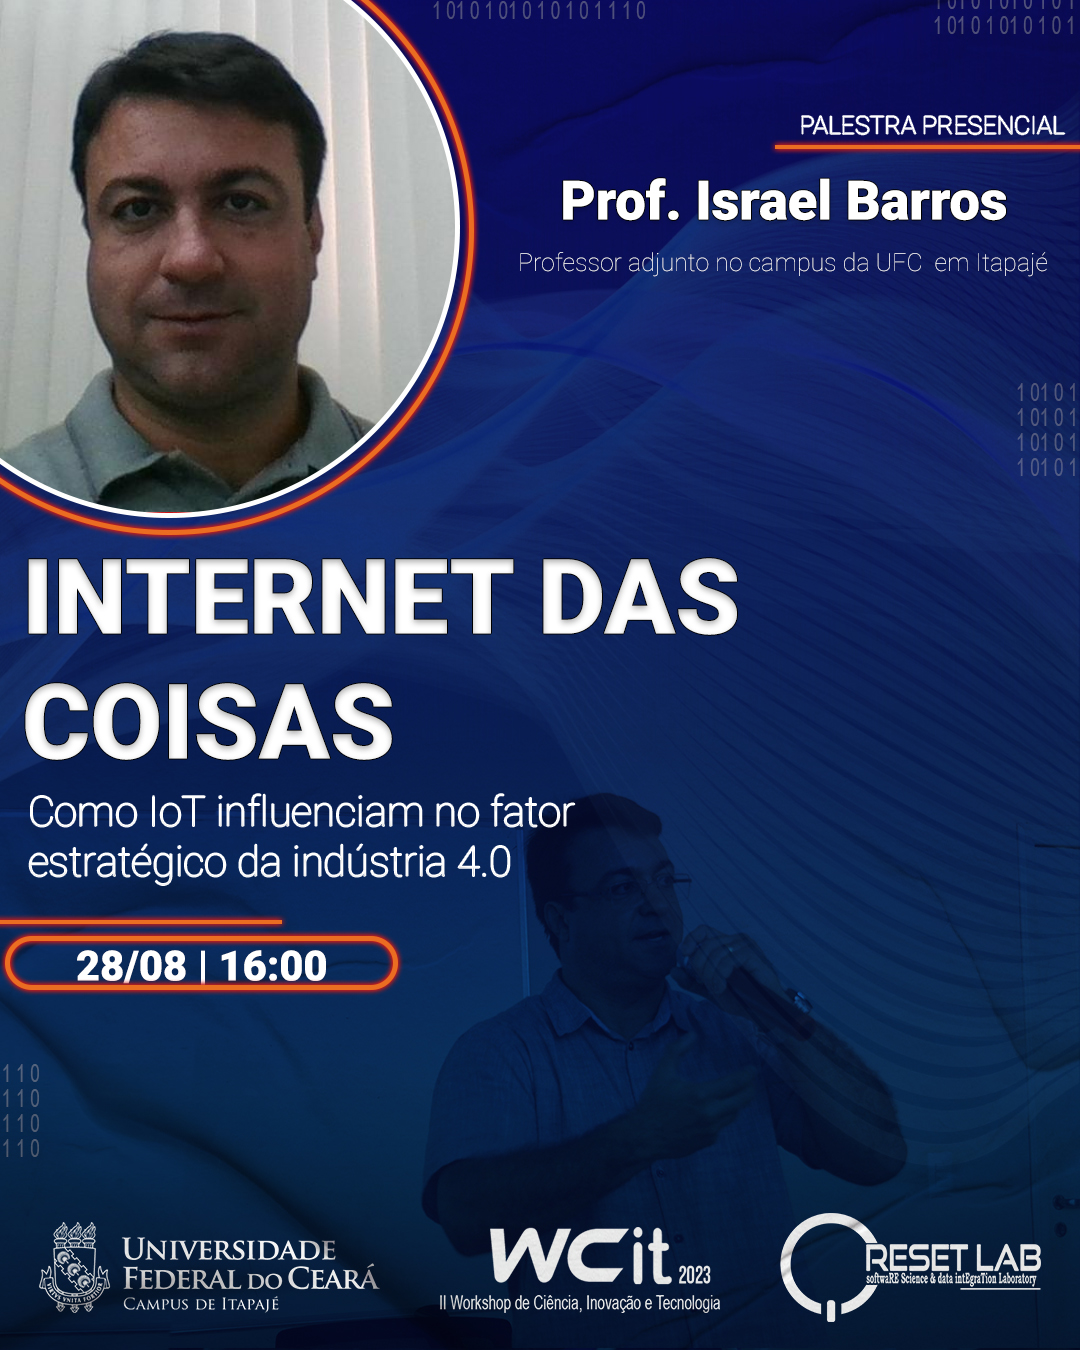 1010101010101110
1010101010101
1010101010101
PALESTRA PRESENCIAL
Prof. Israel Barros
Professor adjunto no campus da UFC em Itapajé
10101
10101
10101
10101
INTERNET DAS
COISAS
Como IoT influenciam no fator
estratégico da indústria 4.0
28/08 | 16:00
110
110
110
110
UNIVERSIDADE
FEDERAL DO CEARÁ
CAMPUS DE ITAPAJÉ
WCit 2023
II Workshop de Ciência, Inovação e Tecnologia
RESET LAB
softwaRE Science & data intEgraTion Laboratory